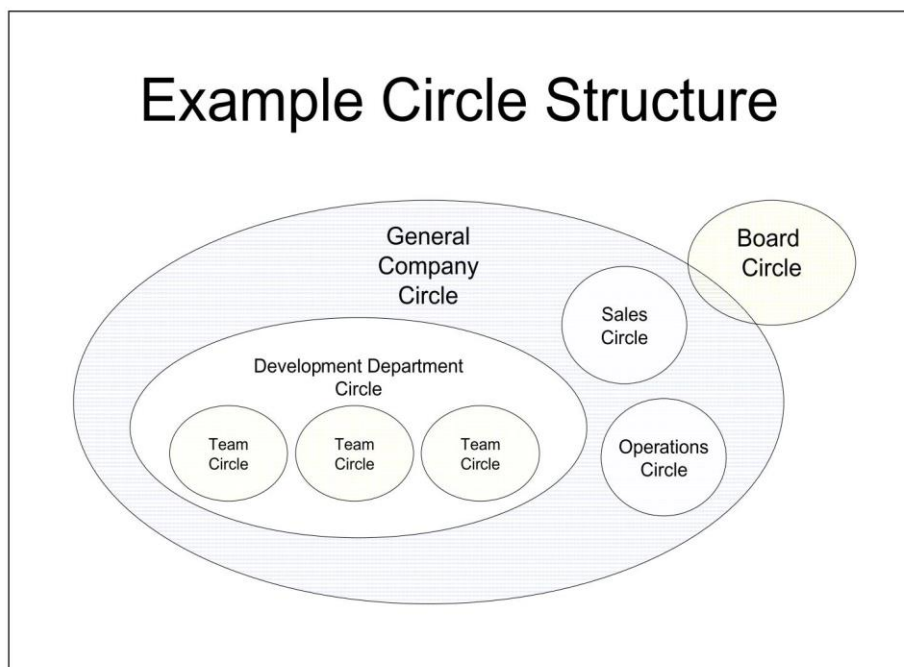 Example Circle Structure
General
Company
Circle
Board
Circle
Sales
Circle
Development Department
Circle
Team
Circle
Team
Circle
Team
Circle
Operations
Circle